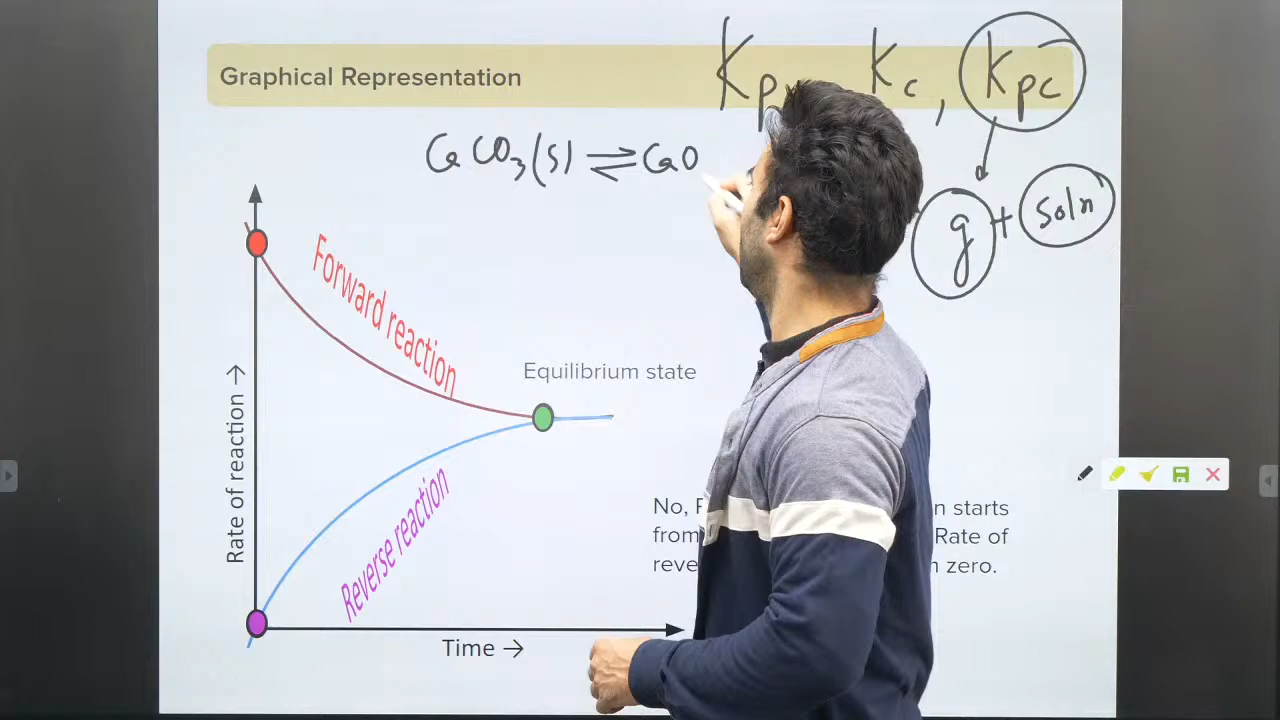 Graphical Representation
Kp, Kc, Kpc
CaCO3(s) ⇌ CaO
g + soln
Forward reaction
Equilibrium state
Rate of reaction →
Reverse reaction
No, n starts
from Rate of
reve zero.
Time →